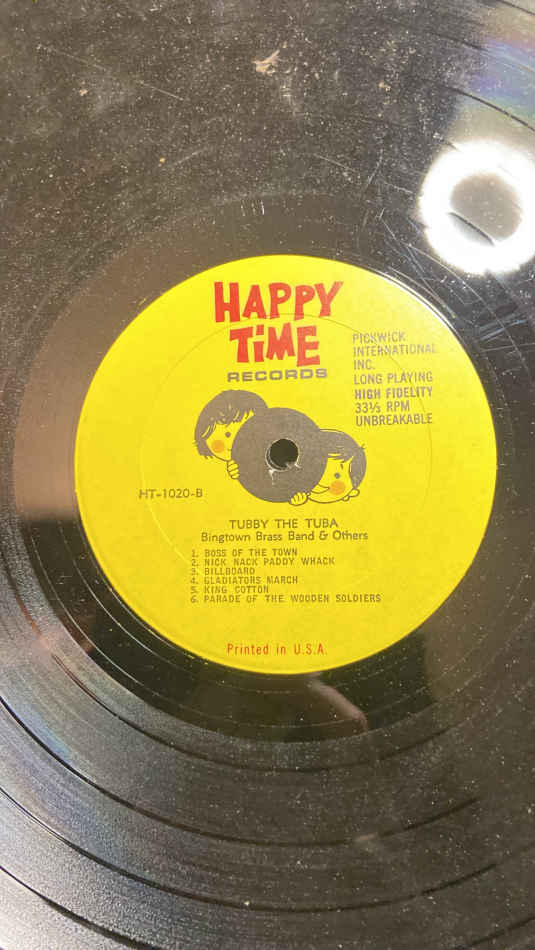 HAPPY
TiME
RECORDS
PICKWICK
INTERNATIONAL
INC.
LONG PLAYING
HIGH FIDELITY
33⅓ RPM
UNBREAKABLE
HT-1020-B
TUBBY THE TUBA
Bingtown Brass Band & Others
1. BOSS OF THE TOWN
2. NICK NACK PADDY WHACK
3. BILLBOARD
4. GLADIATORS MARCH
5. KING COTTON
6. PARADE OF THE WOODEN SOLDIERS
Printed in U.S.A.